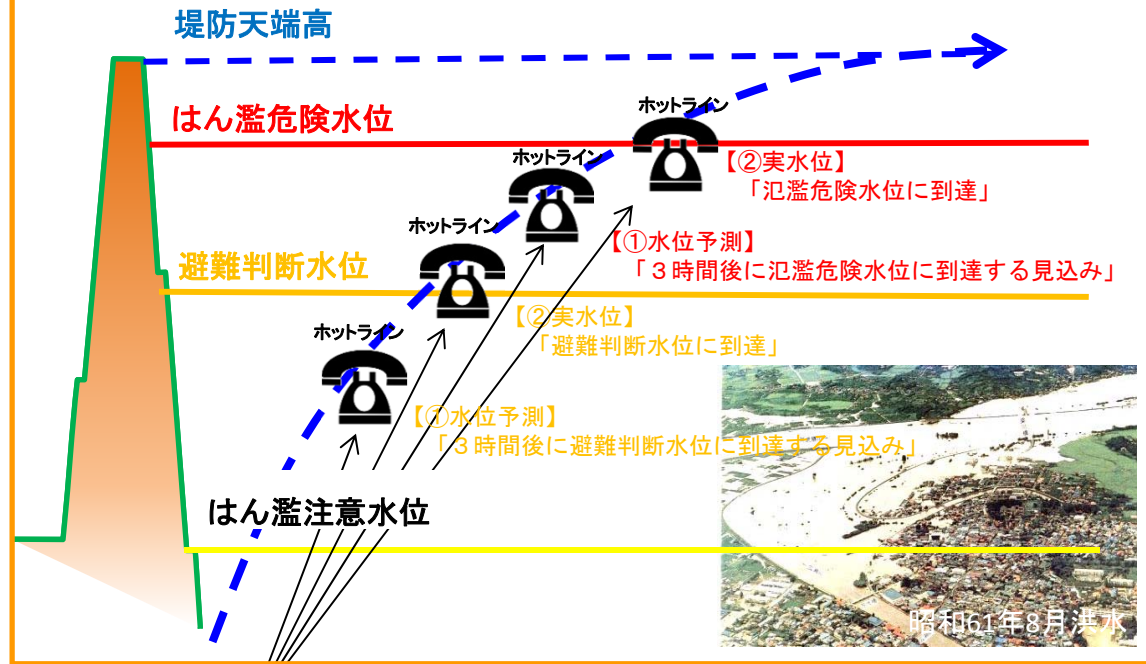 堤防天端高
はん濫危険水位
ホットライン
【②実水位】
「氾濫危険水位に到達」
ホットライン
【①水位予測】
「３時間後に氾濫危険水位に到達する見込み」
避難判断水位
ホットライン
【②実水位】
「避難判断水位に到達」
ホットライン
【①水位予測】
「３時間後に避難判断水位に到達する見込み」
はん濫注意水位
昭和61年8月洪水